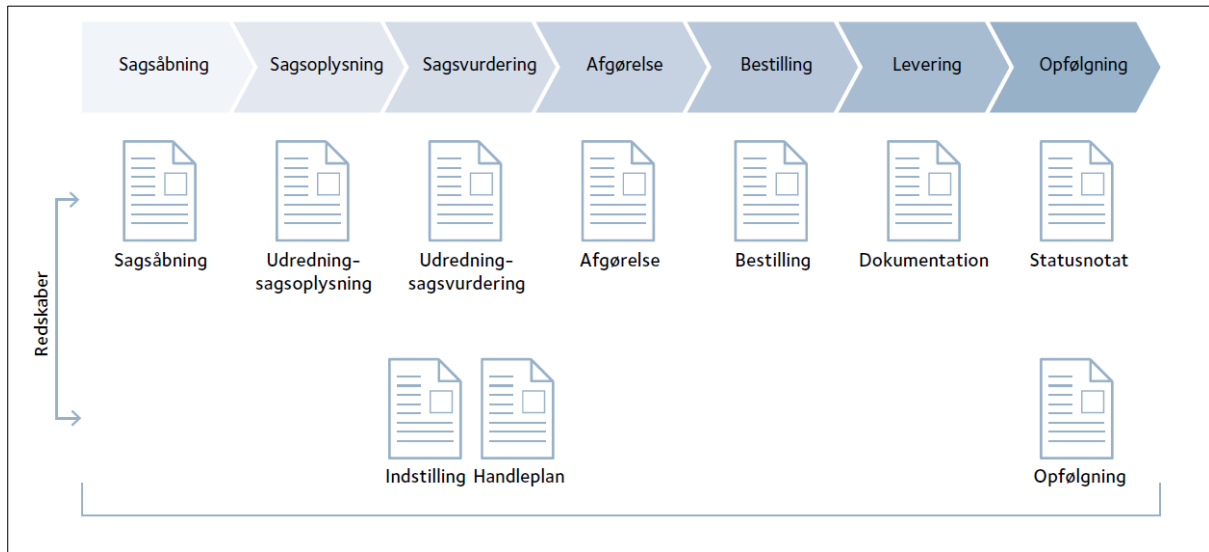 Sagsåbning
Sagsoplysning
Sagsvurdering
Afgørelse
Bestilling
Levering
Opfølgning
Redskaber
Sagsåbning
Udredning-
sagsoplysning
Udredning-
sagsvurdering
Afgørelse
Bestilling
Dokumentation
Statusnotat
Indstilling
Handleplan
Opfølgning